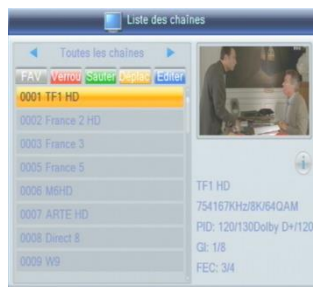 Liste des chaînes
Toutes les chaînes
FAV Verrou Sauter Déplac Editer
0001 TF1 HD
0002 France 2 HD
0003 France 3
0005 France 5
0006 M6HD
0007 ARTE HD
0008 Direct 8
0009 W9
TF1 HD
754167KHz/8K/64QAM
PID: 120/130Dolby D+/120
GI: 1/8
FEC: 3/4